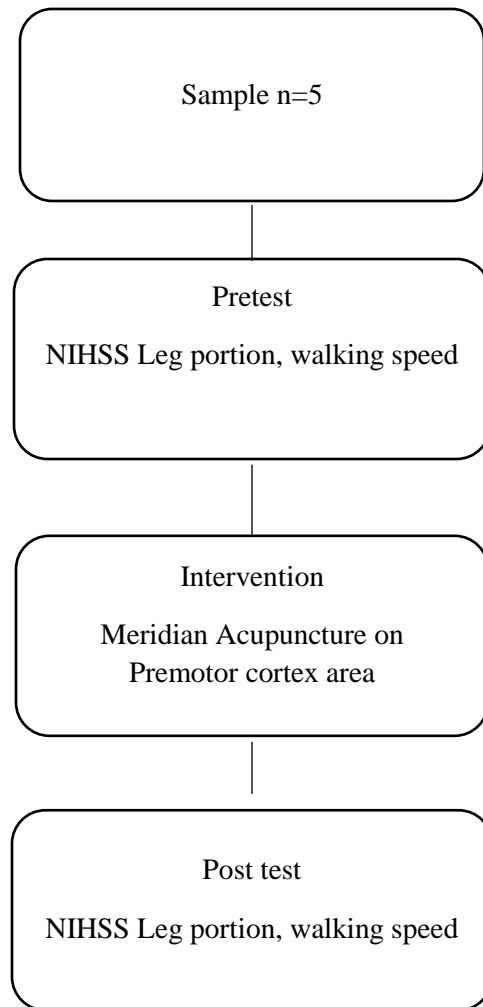 Sample n=5
Pretest
NIHSS Leg portion, walking speed
Intervention
Meridian Acupuncture on
Premotor cortex area
Post test
NIHSS Leg portion, walking speed